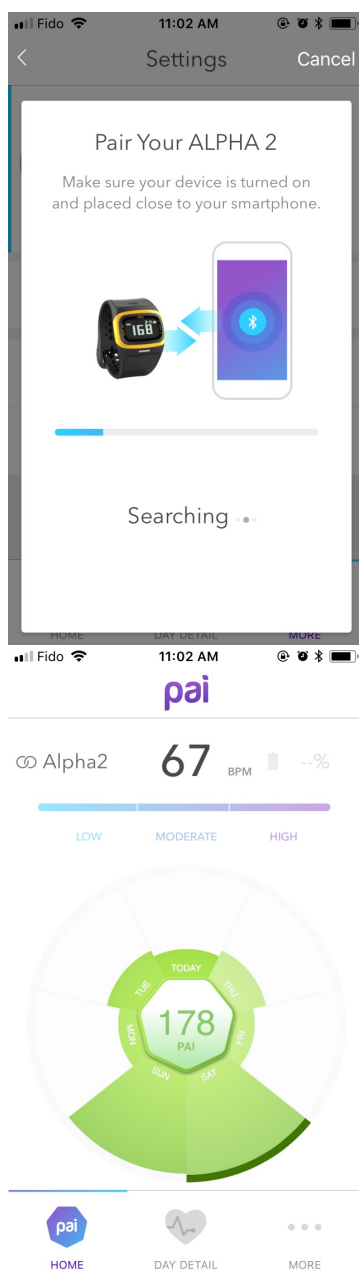 Fido 11:02 AM
Settings Cancel
Pair Your ALPHA 2
Make sure your device is turned on
and placed close to your smartphone.
168
Searching
HOME DAY DETAIL MORE
Fido 11:02 AM
pai
Alpha2 67 BPM --%
LOW MODERATE HIGH
TODAY
TUE THU
178
PAI
MON FRI
SUN SAT
pai
HOME DAY DETAIL MORE